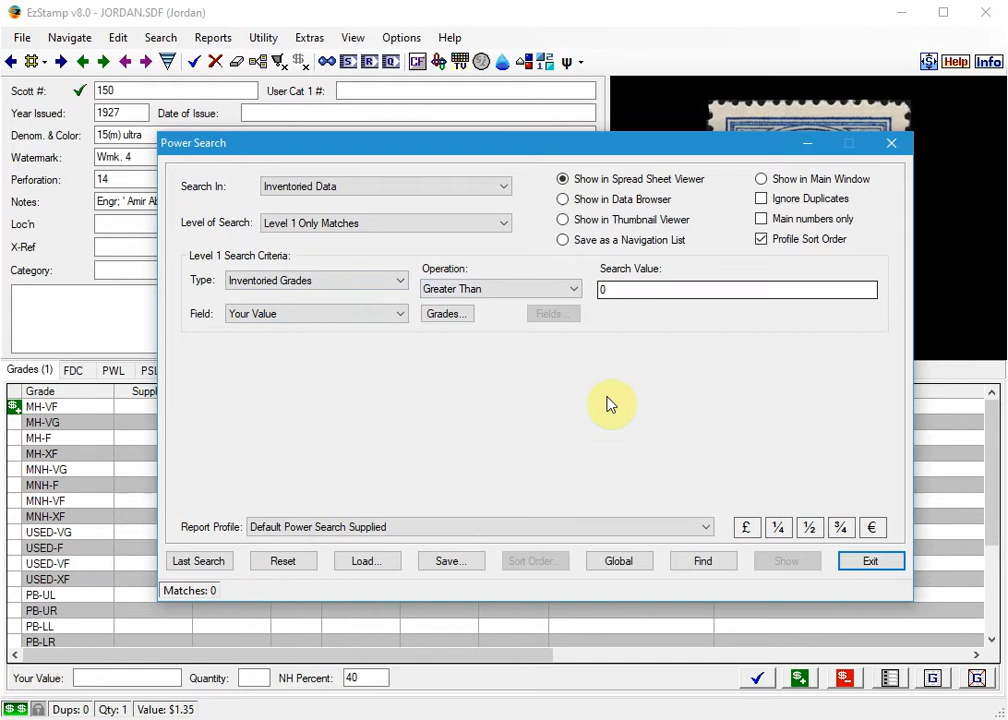 EzStamp v8.0 - JORDAN.SDF (Jordan)
File Navigate Edit Search Reports Utility Extras View Options Help
S R Q CF TV Help Info
Scott #: 150 User Cat 1 #:
Year Issued: 1927 Date of Issue:
Denom. & Color: 15(m) ultra
Watermark: Wmk. 4
Perforation: 14
Notes: Engr; ' Amir Ab
Loc'n
X-Ref
Category:
Power Search
Search In: Inventoried Data
Level of Search: Level 1 Only Matches
Show in Spread Sheet Viewer Show in Main Window
Show in Data Browser Ignore Duplicates
Show in Thumbnail Viewer Main numbers only
Save as a Navigation List Profile Sort Order
Level 1 Search Criteria:
Type: Inventoried Grades Operation: Greater Than Search Value: 0
Field: Your Value Grades... Fields...
Report Profile: Default Power Search Supplied £ ¼ ½ ¾ €
Last Search Reset Load... Save... Sort Order... Global Find Show Exit
Matches: 0
Grades (1) FDC PWL PSL
Grade Suppl
MH-VF
MH-VG
MH-F
MH-XF
MNH-VG
MNH-F
MNH-VF
MNH-XF
USED-VG
USED-F
USED-VF
USED-XF
PB-UL
PB-UR
PB-LL
PB-LR
Your Value: Quantity: NH Percent: 40
$ $ Dups: 0 Qty: 1 Value: $1.35